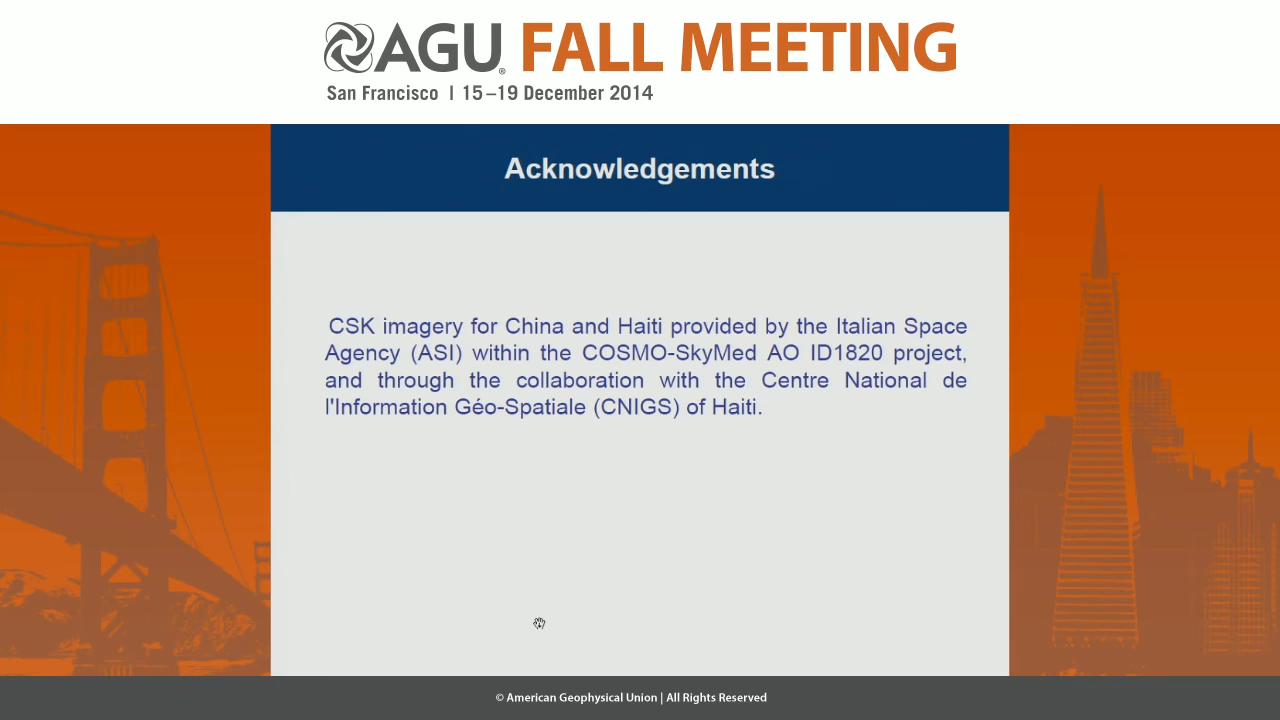 AGU® FALL MEETING
San Francisco | 15–19 December 2014
Acknowledgements
CSK imagery for China and Haiti provided by the Italian Space
Agency (ASI) within the COSMO-SkyMed AO ID1820 project,
and through the collaboration with the Centre National de
l'Information Géo-Spatiale (CNIGS) of Haiti.
© American Geophysical Union | All Rights Reserved